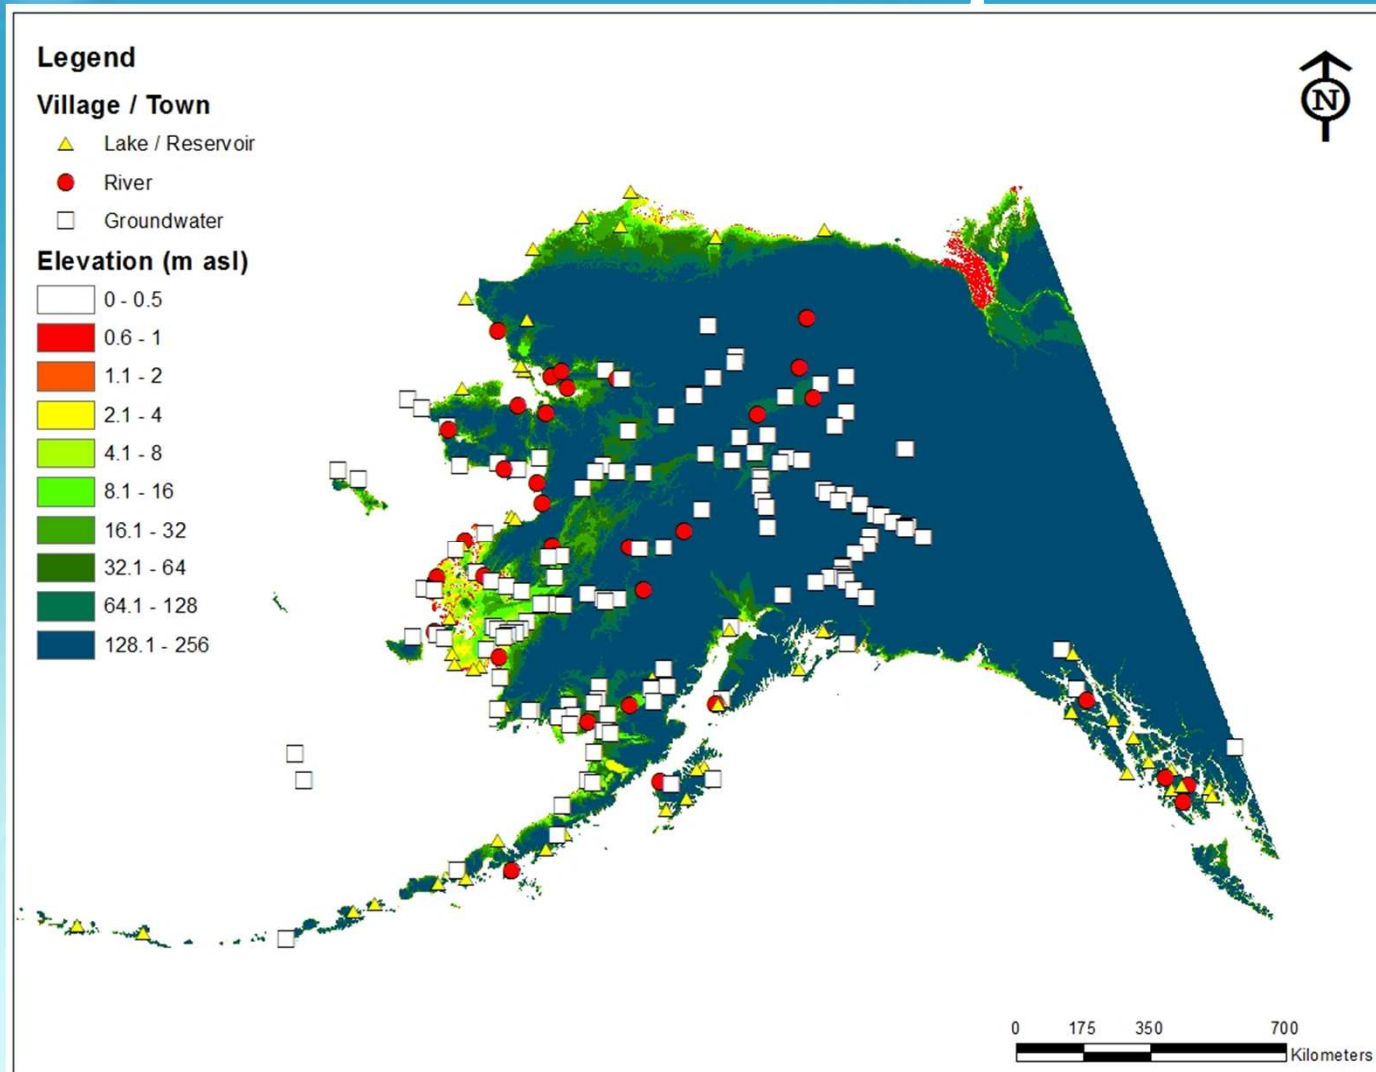 Legend
Village / Town
Lake / Reservoir
River
Groundwater
Elevation (m asl)
0 - 0.5
0.6 - 1
1.1 - 2
2.1 - 4
4.1 - 8
8.1 - 16
16.1 - 32
32.1 - 64
64.1 - 128
128.1 - 256
N
0 175 350 700
Kilometers